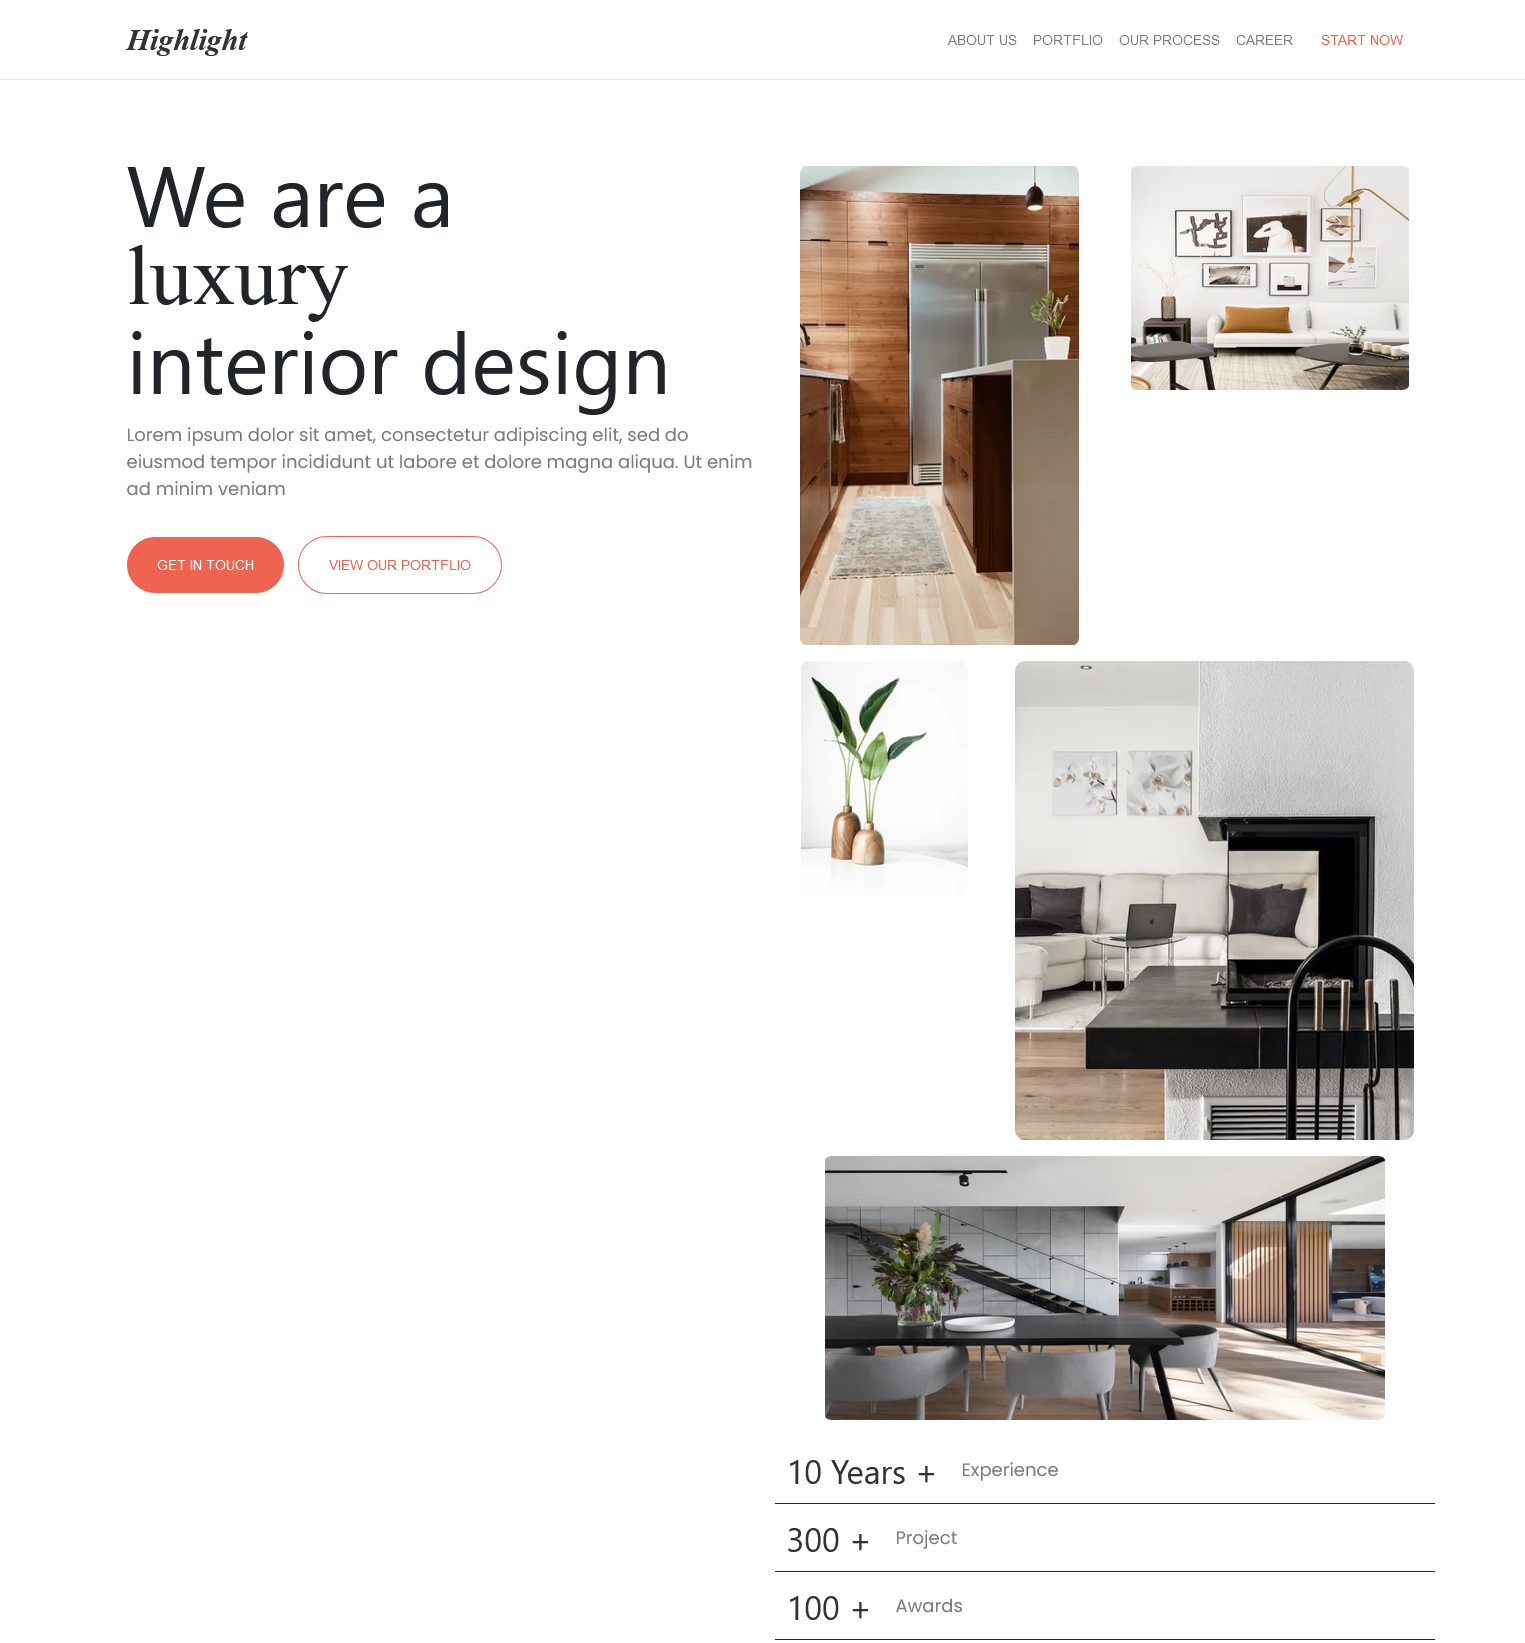 Highlight
ABOUT US PORTFLIO OUR PROCESS CAREER START NOW
We are a
luxury
interior design
Lorem ipsum dolor sit amet, consectetur adipiscing elit, sed do
eiusmod tempor incididunt ut labore et dolore magna aliqua. Ut enim
ad minim veniam
GET IN TOUCH VIEW OUR PORTFLIO
10 Years + Experience
300 + Project
100 + Awards